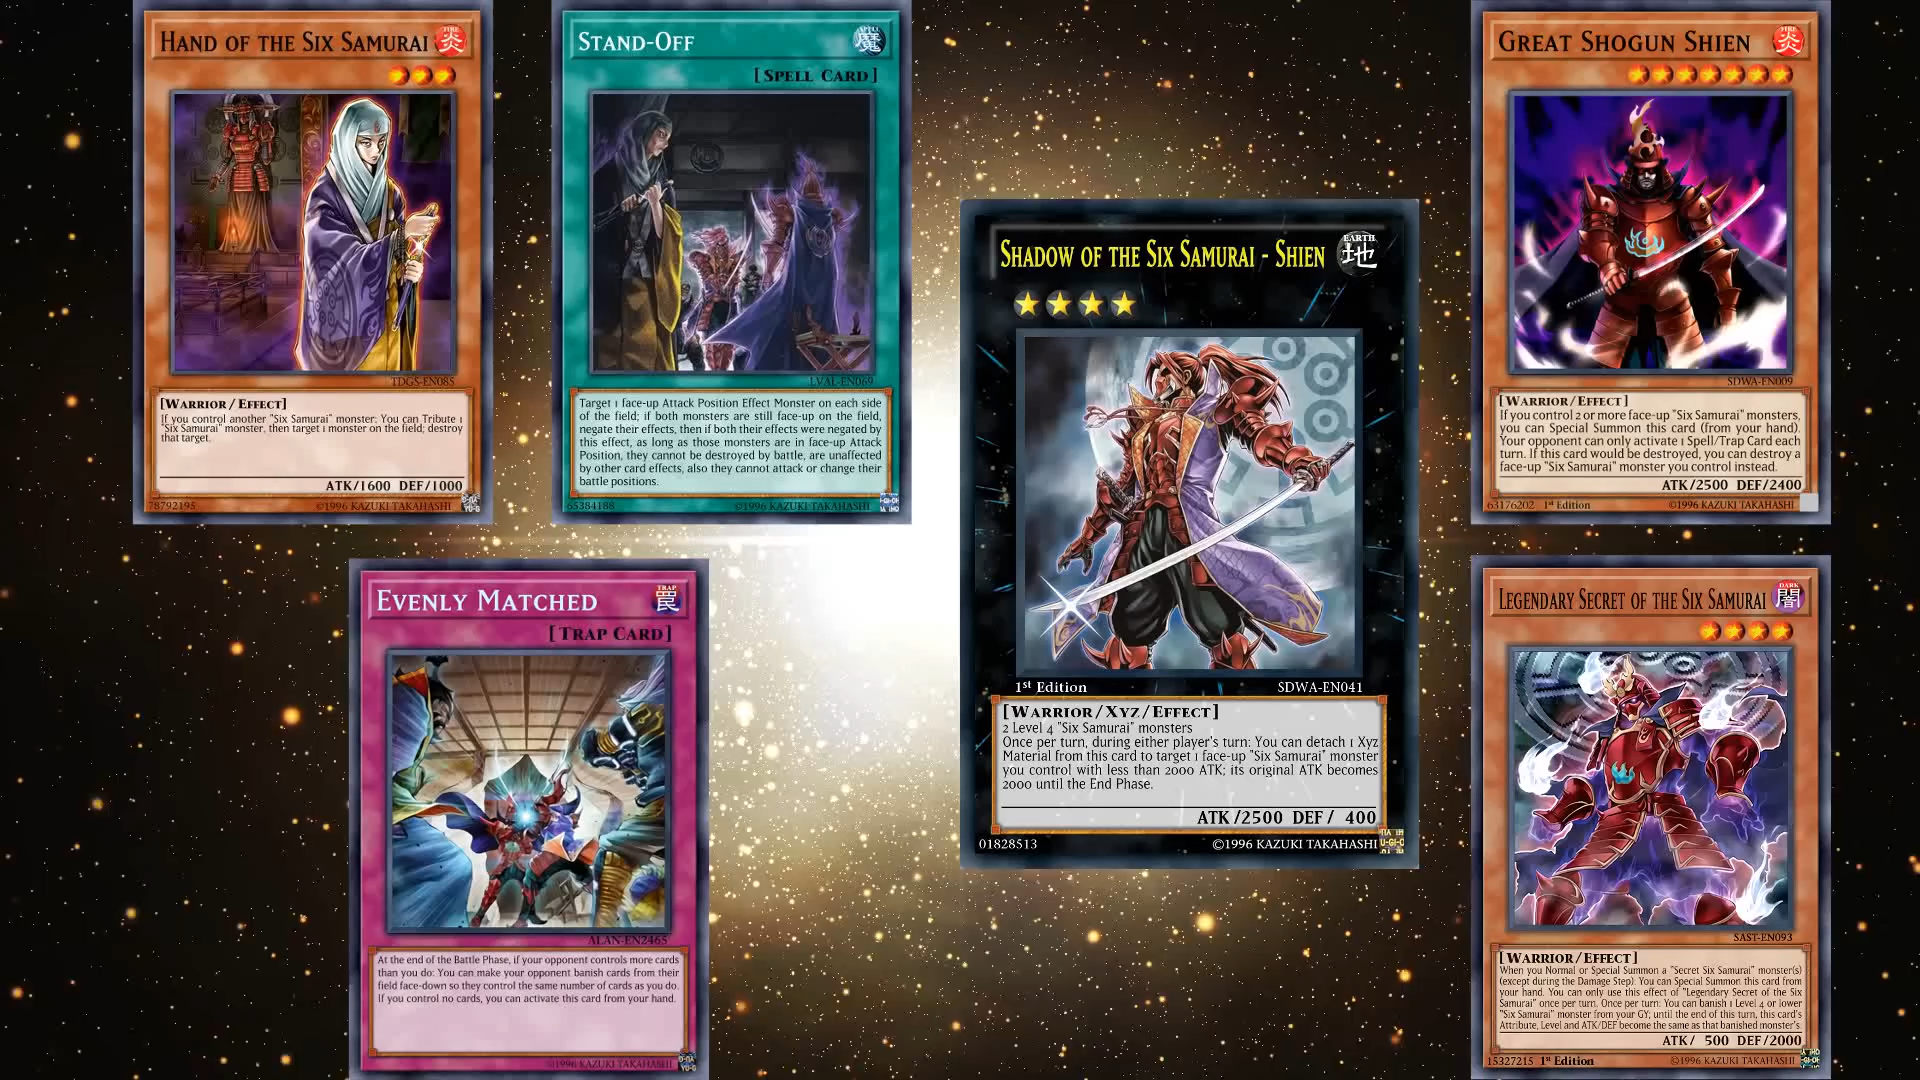 HAND OF THE SIX SAMURAI
FIRE
炎
TDGS-EN085
[WARRIOR/EFFECT]
If you control another "Six Samurai" monster: You can Tribute 1
"Six Samurai" monster, then target 1 monster on the field; destroy
that target.
ATK/1600 DEF/1000
78792195
©1996 KAZUKI TAKAHASHI
STAND-OFF
魔
[SPELL CARD]
LVAL-EN069
Target 1 face-up Attack Position Effect Monster on each side
of the field; if both monsters are still face-up on the field,
negate their effects, then if both their effects were negated by
this effect, as long as those monsters are in face-up Attack
Position, they cannot be destroyed by battle, are unaffected
by other card effects, also they cannot attack or change their
battle positions.
65384188
©1996 KAZUKI TAKAHASHI
EVENLY MATCHED
TRAP
罠
[TRAP CARD]
ALAN-EN2465
At the end of the Battle Phase, if your opponent controls more cards
than you do: You can make your opponent banish cards from their
field face-down so they control the same number of cards as you do.
If you control no cards, you can activate this card from your hand.
©1996 KAZUKI TAKAHASHI
SHADOW OF THE SIX SAMURAI - SHIEN
EARTH
地
1st Edition
SDWA-EN041
[WARRIOR/XYZ/EFFECT]
2 Level 4 "Six Samurai" monsters
Once per turn, during either player's turn: You can detach 1 Xyz
Material from this card to target 1 face-up "Six Samurai" monster
you control with less than 2000 ATK; its original ATK becomes
2000 until the End Phase.
ATK/2500 DEF/ 400
01828513
©1996 KAZUKI TAKAHASHI
GREAT SHOGUN SHIEN
FIRE
炎
SDWA-EN009
[WARRIOR/EFFECT]
If you control 2 or more face-up "Six Samurai" monsters,
you can Special Summon this card (from your hand).
Your opponent can only activate 1 Spell/Trap Card each
turn. If this card would be destroyed, you can destroy a
face-up "Six Samurai" monster you control instead.
ATK/2500 DEF/2400
63176202 1st Edition
©1996 KAZUKI TAKAHASHI
LEGENDARY SECRET OF THE SIX SAMURAI
DARK
闇
SAST-EN093
[WARRIOR/EFFECT]
When you Normal or Special Summon a "Secret Six Samurai" monster(s)
(except during the Damage Step): You can Special Summon this card from
your hand. You can only use this effect of "Legendary Secret of the Six
Samurai" once per turn. Once per turn: You can banish 1 Level 4 or lower
"Six Samurai" monster from your GY; until the end of this turn, this card's
Attribute, Level and ATK/DEF become the same as that banished monster's.
ATK/ 500 DEF/2000
15327215 1st Edition
©1996 KAZUKI TAKAHASHI